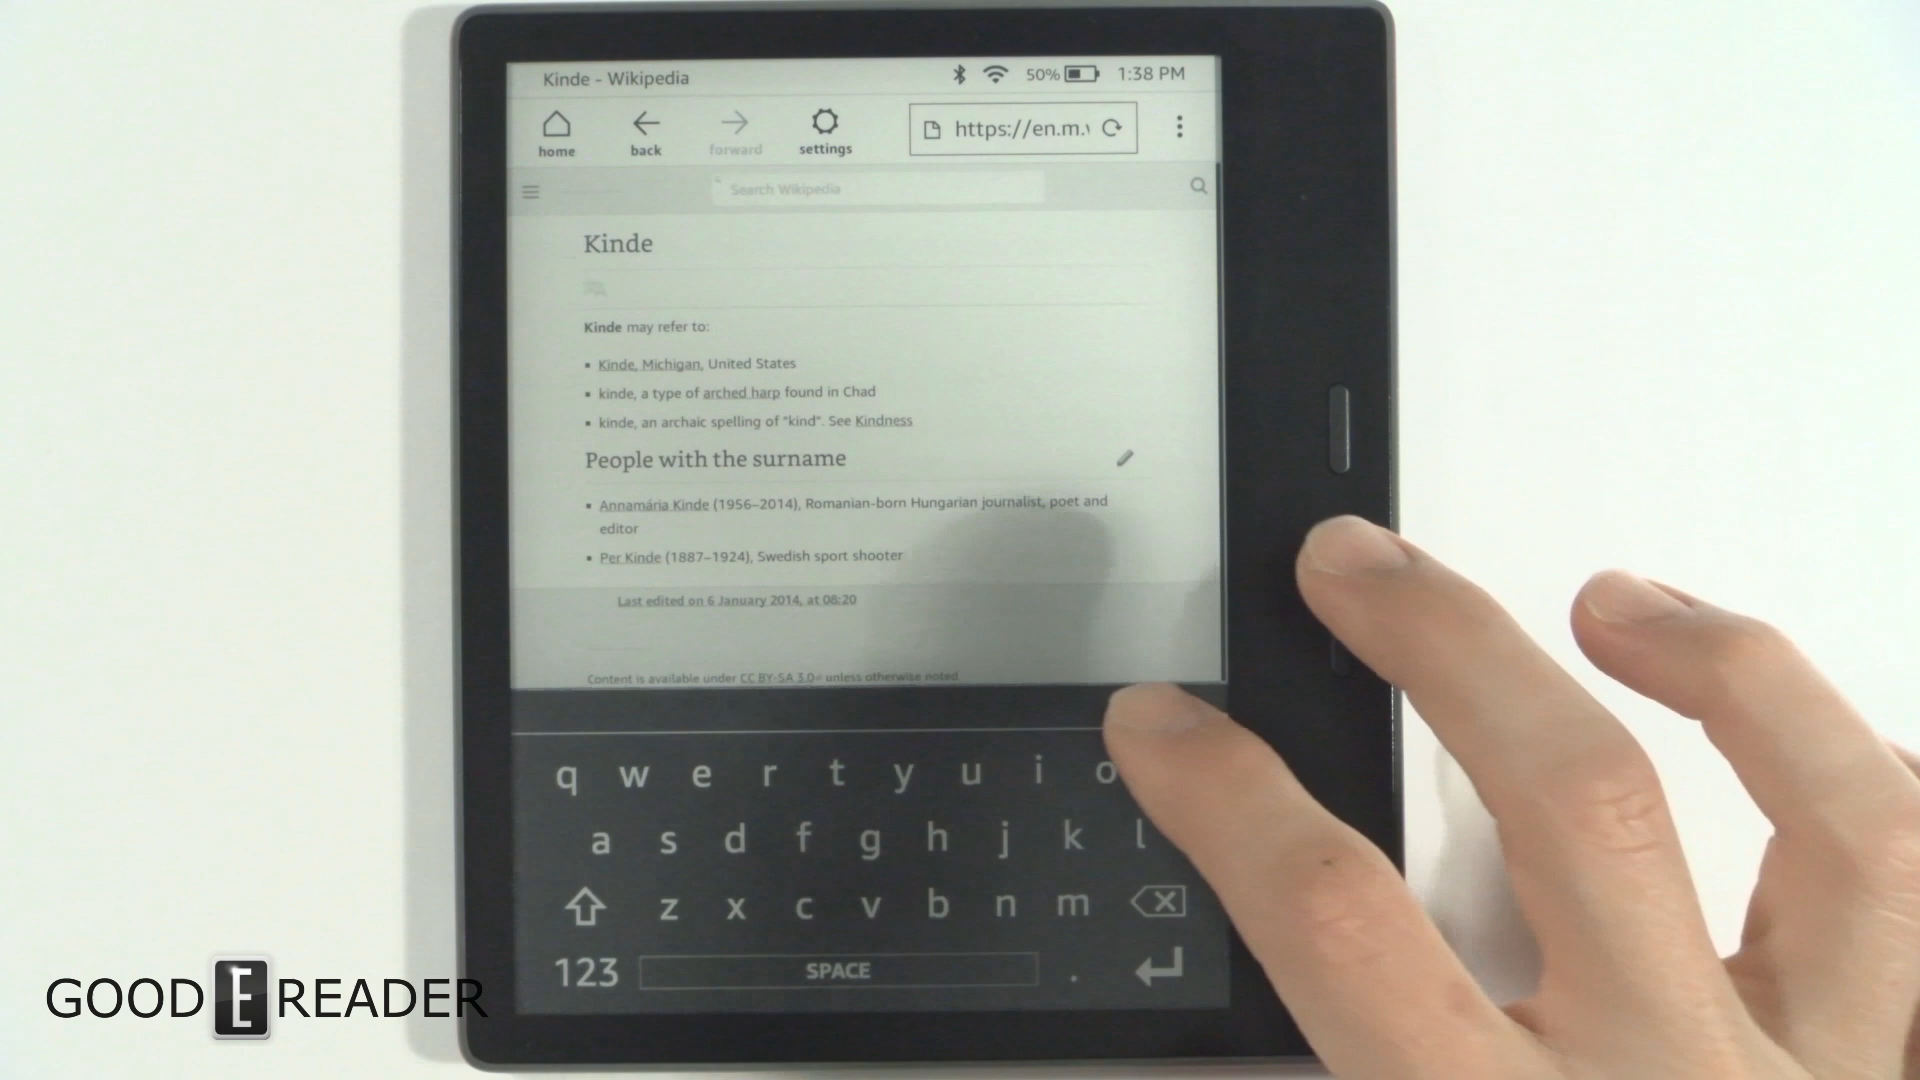 Kinde - Wikipedia 50% 1:38 PM
home back forward settings https://en.m.
Search Wikipedia
Kinde
Kinde may refer to:
▪ Kinde, Michigan, United States
▪ kinde, a type of arched harp found in Chad
▪ kinde, an archaic spelling of "kind". See Kindness
People with the surname
▪ Annamária Kinde (1956–2014), Romanian-born Hungarian journalist, poet and
editor
▪ Per Kinde (1887–1924), Swedish sport shooter
Last edited on 6 January 2014, at 08:20
Content is available under CC BY-SA 3.0 unless otherwise noted.
q w e r t y u i o
a s d f g h j k l
z x c v b n m
123 SPACE .
GOOD E READER